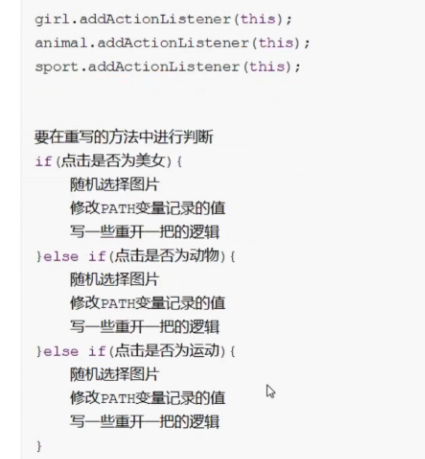 girl.addActionListener(this);
animal.addActionListener(this);
sport.addActionListener(this);
要在重写的方法中进行判断
if(点击是否为美女){
随机选择图片
修改PATH变量记录的值
写一些重开一把的逻辑
}else if(点击是否为动物){
随机选择图片
修改PATH变量记录的值
写一些重开一把的逻辑
}else if(点击是否为运动){
随机选择图片
修改PATH变量记录的值
写一些重开一把的逻辑
}